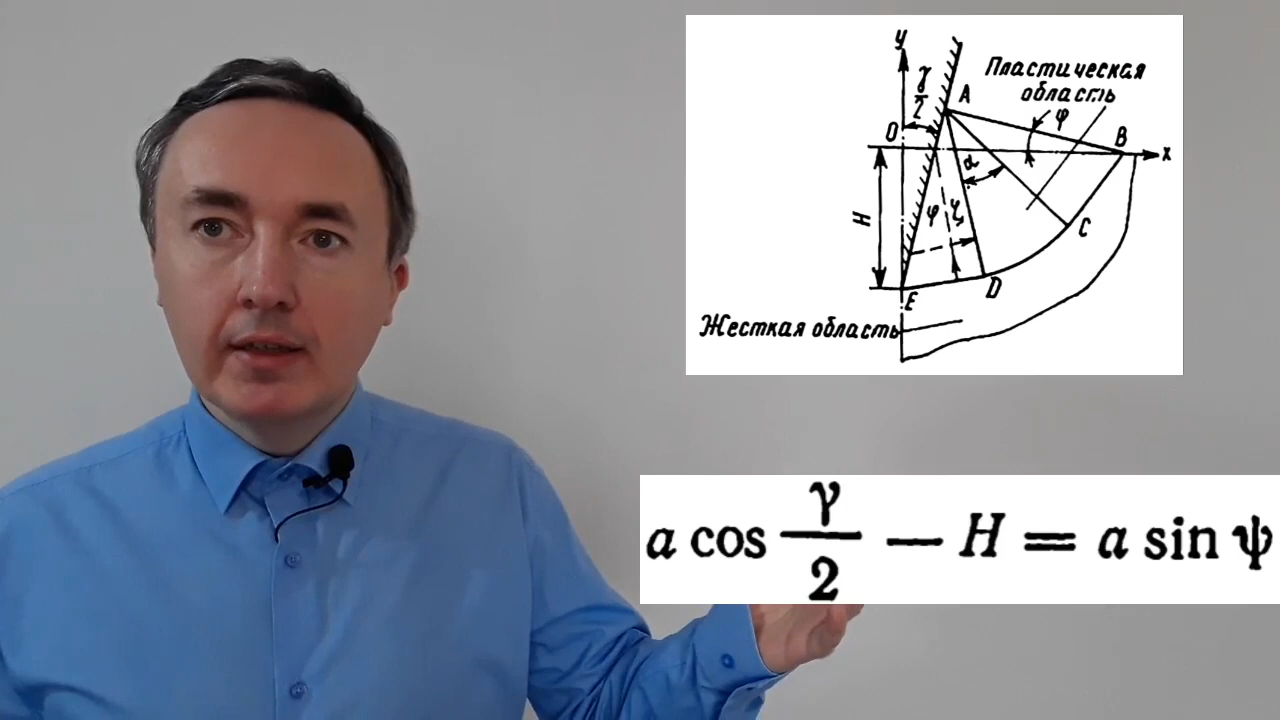 y
γ/2
A
Пластическая
область
φ
O
B
x
α
H
φ
ξ
C
E
D
Жесткая область
a cos γ/2 — H = a sin ψ